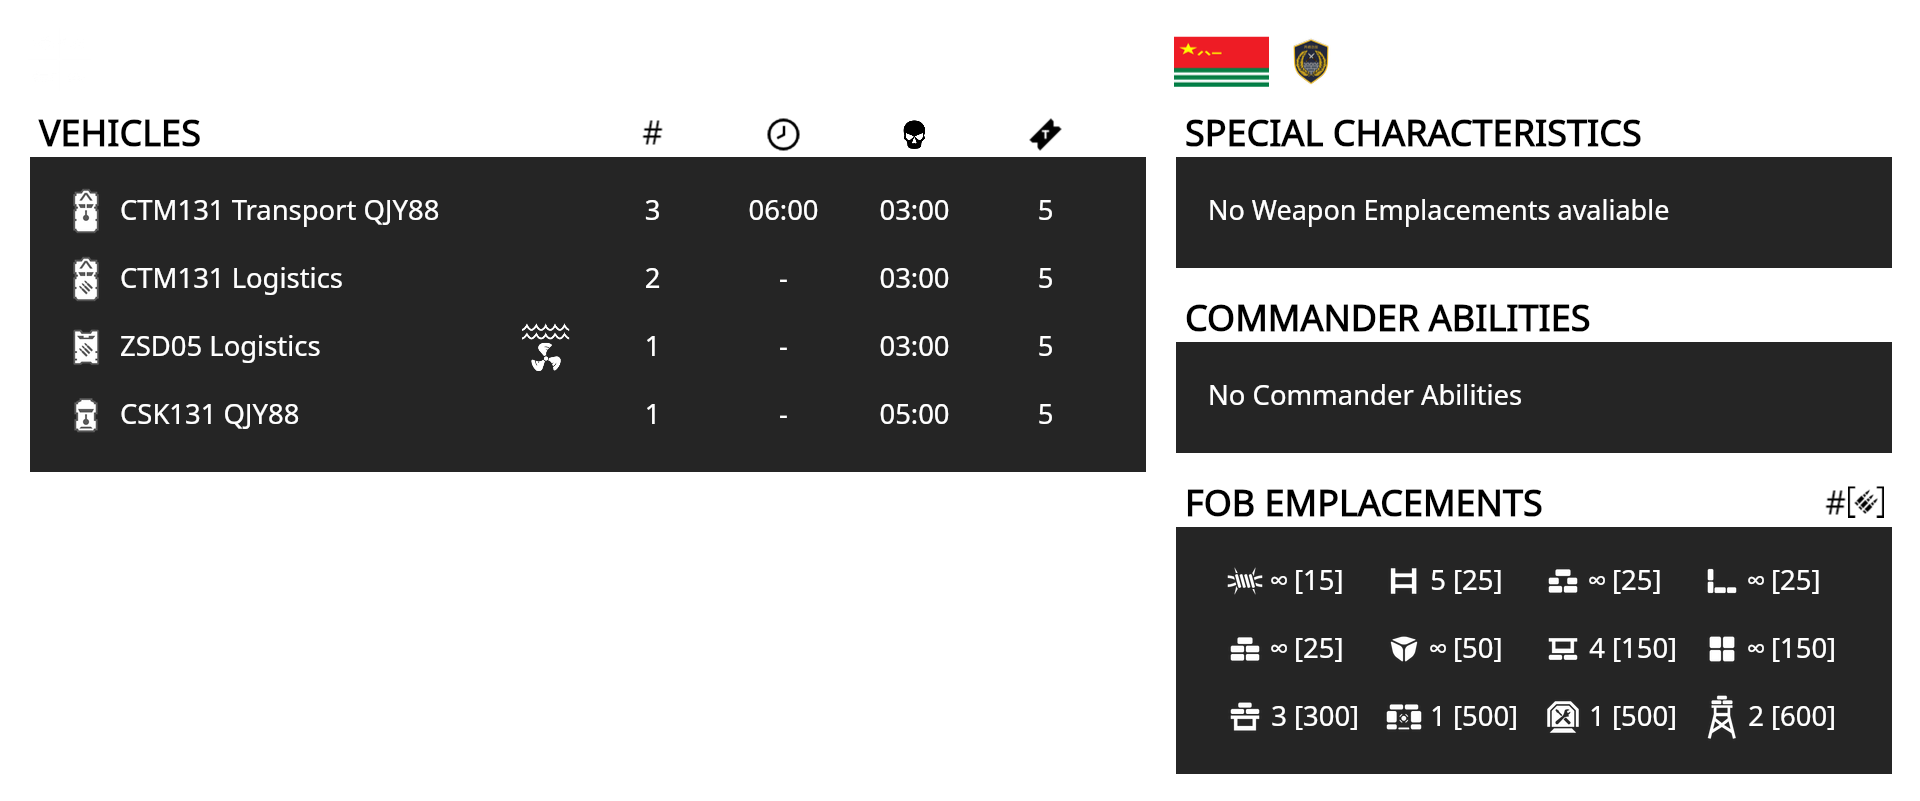 VEHICLES #
CTM131 Transport QJY88 3 06:00 03:00 5
CTM131 Logistics 2 - 03:00 5
ZSD05 Logistics 1 - 03:00 5
CSK131 QJY88 1 - 05:00 5
SPECIAL CHARACTERISTICS
No Weapon Emplacements avaliable
COMMANDER ABILITIES
No Commander Abilities
FOB EMPLACEMENTS #[]
∞ [15] 5 [25] ∞ [25] ∞ [25]
∞ [25] ∞ [50] 4 [150] ∞ [150]
3 [300] 1 [500] 1 [500] 2 [600]